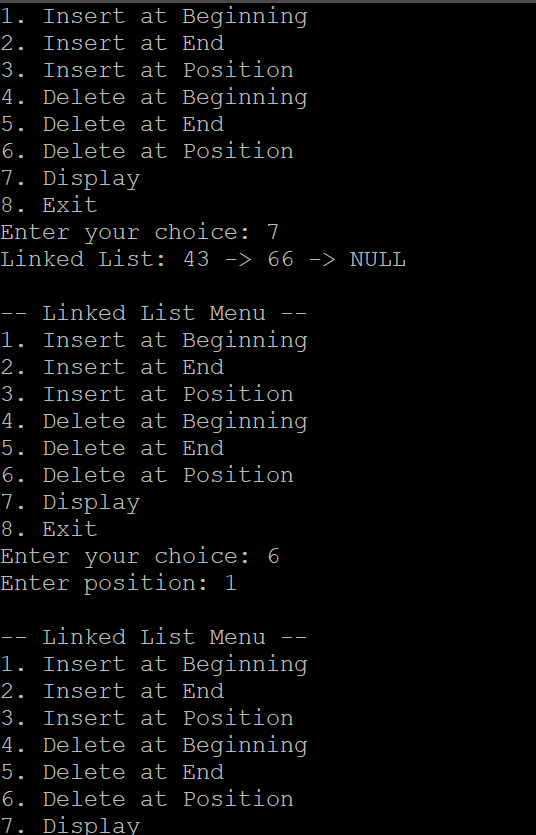 1. Insert at Beginning
2. Insert at End
3. Insert at Position
4. Delete at Beginning
5. Delete at End
6. Delete at Position
7. Display
8. Exit
Enter your choice: 7
Linked List: 43 -> 66 -> NULL
-- Linked List Menu --
1. Insert at Beginning
2. Insert at End
3. Insert at Position
4. Delete at Beginning
5. Delete at End
6. Delete at Position
7. Display
8. Exit
Enter your choice: 6
Enter position: 1
-- Linked List Menu --
1. Insert at Beginning
2. Insert at End
3. Insert at Position
4. Delete at Beginning
5. Delete at End
6. Delete at Position
7. Display